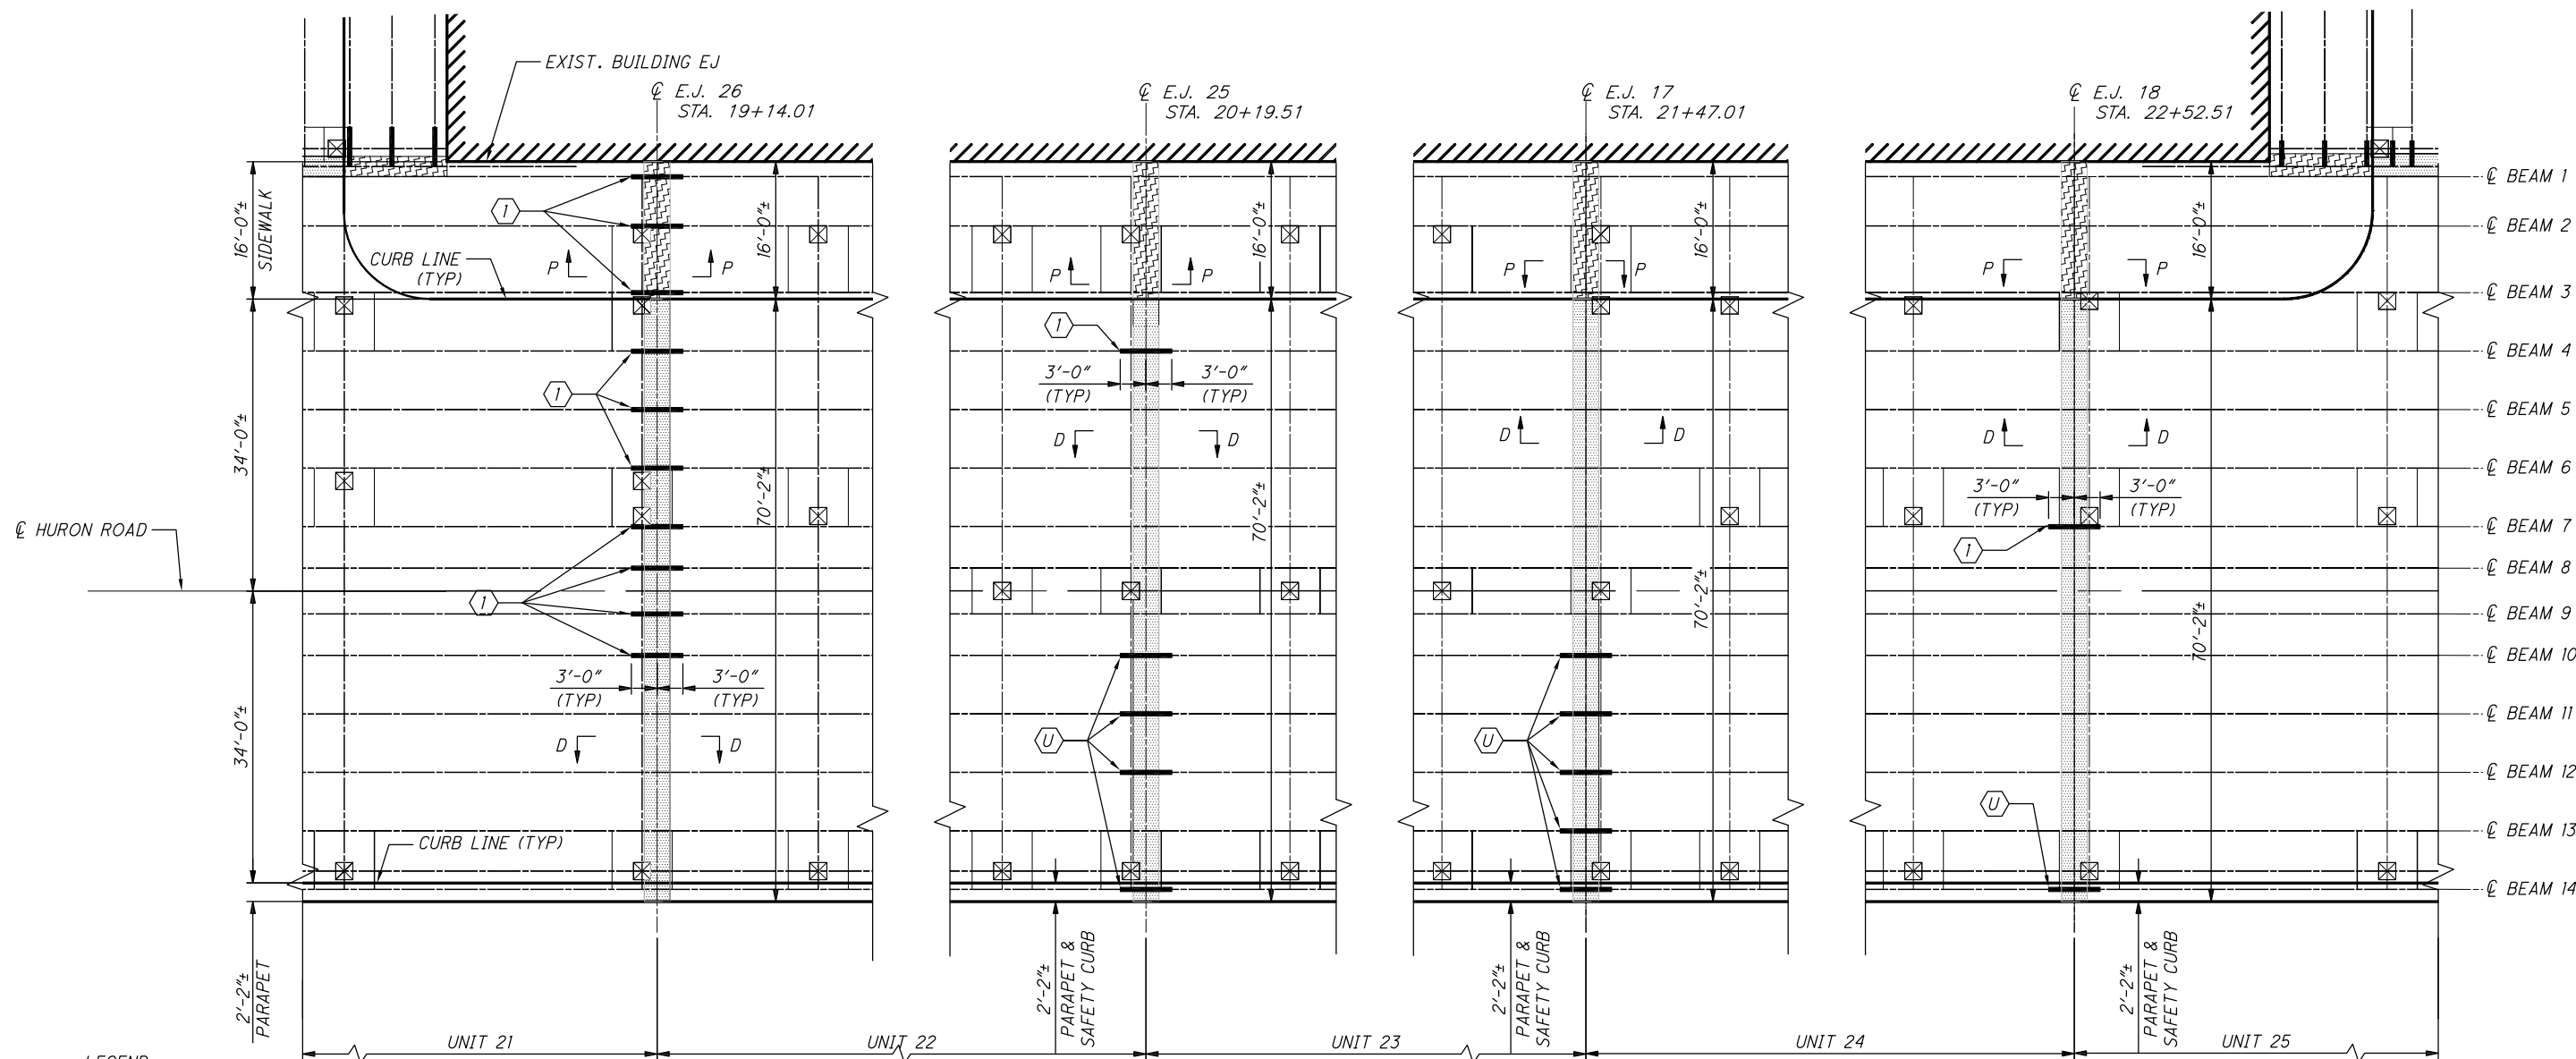 EXIST. BUILDING EJ
℄ E.J. 26
STA. 19+14.01
℄ E.J. 25
STA. 20+19.51
℄ E.J. 17
STA. 21+47.01
℄ E.J. 18
STA. 22+52.51
16'-0"±
SIDEWALK
CURB LINE
(TYP)
1
P
P
16'-0"±
P
P
16'-0"±
P
P
16'-0"±
P
P
16'-0"±
℄ BEAM 1
℄ BEAM 2
℄ BEAM 3
℄ BEAM 4
℄ BEAM 5
℄ BEAM 6
℄ BEAM 7
℄ BEAM 8
℄ BEAM 9
℄ BEAM 10
℄ BEAM 11
℄ BEAM 12
℄ BEAM 13
℄ BEAM 14
34'-0"±
1
70'-2"±
1
3'-0"
(TYP)
3'-0"
(TYP)
D
D
70'-2"±
D
D
70'-2"±
D
D
3'-0"
(TYP)
3'-0"
(TYP)
1
70'-2"±
℄ HURON ROAD
1
34'-0"±
3'-0"
(TYP)
3'-0"
(TYP)
D
D
U
U
U
CURB LINE (TYP)
2'-2"±
PARAPET
2'-2"±
PARAPET &
SAFETY CURB
2'-2"±
PARAPET &
SAFETY CURB
2'-2"±
PARAPET &
SAFETY CURB
UNIT 21
UNIT 22
UNIT 23
UNIT 24
UNIT 25
LEGEND